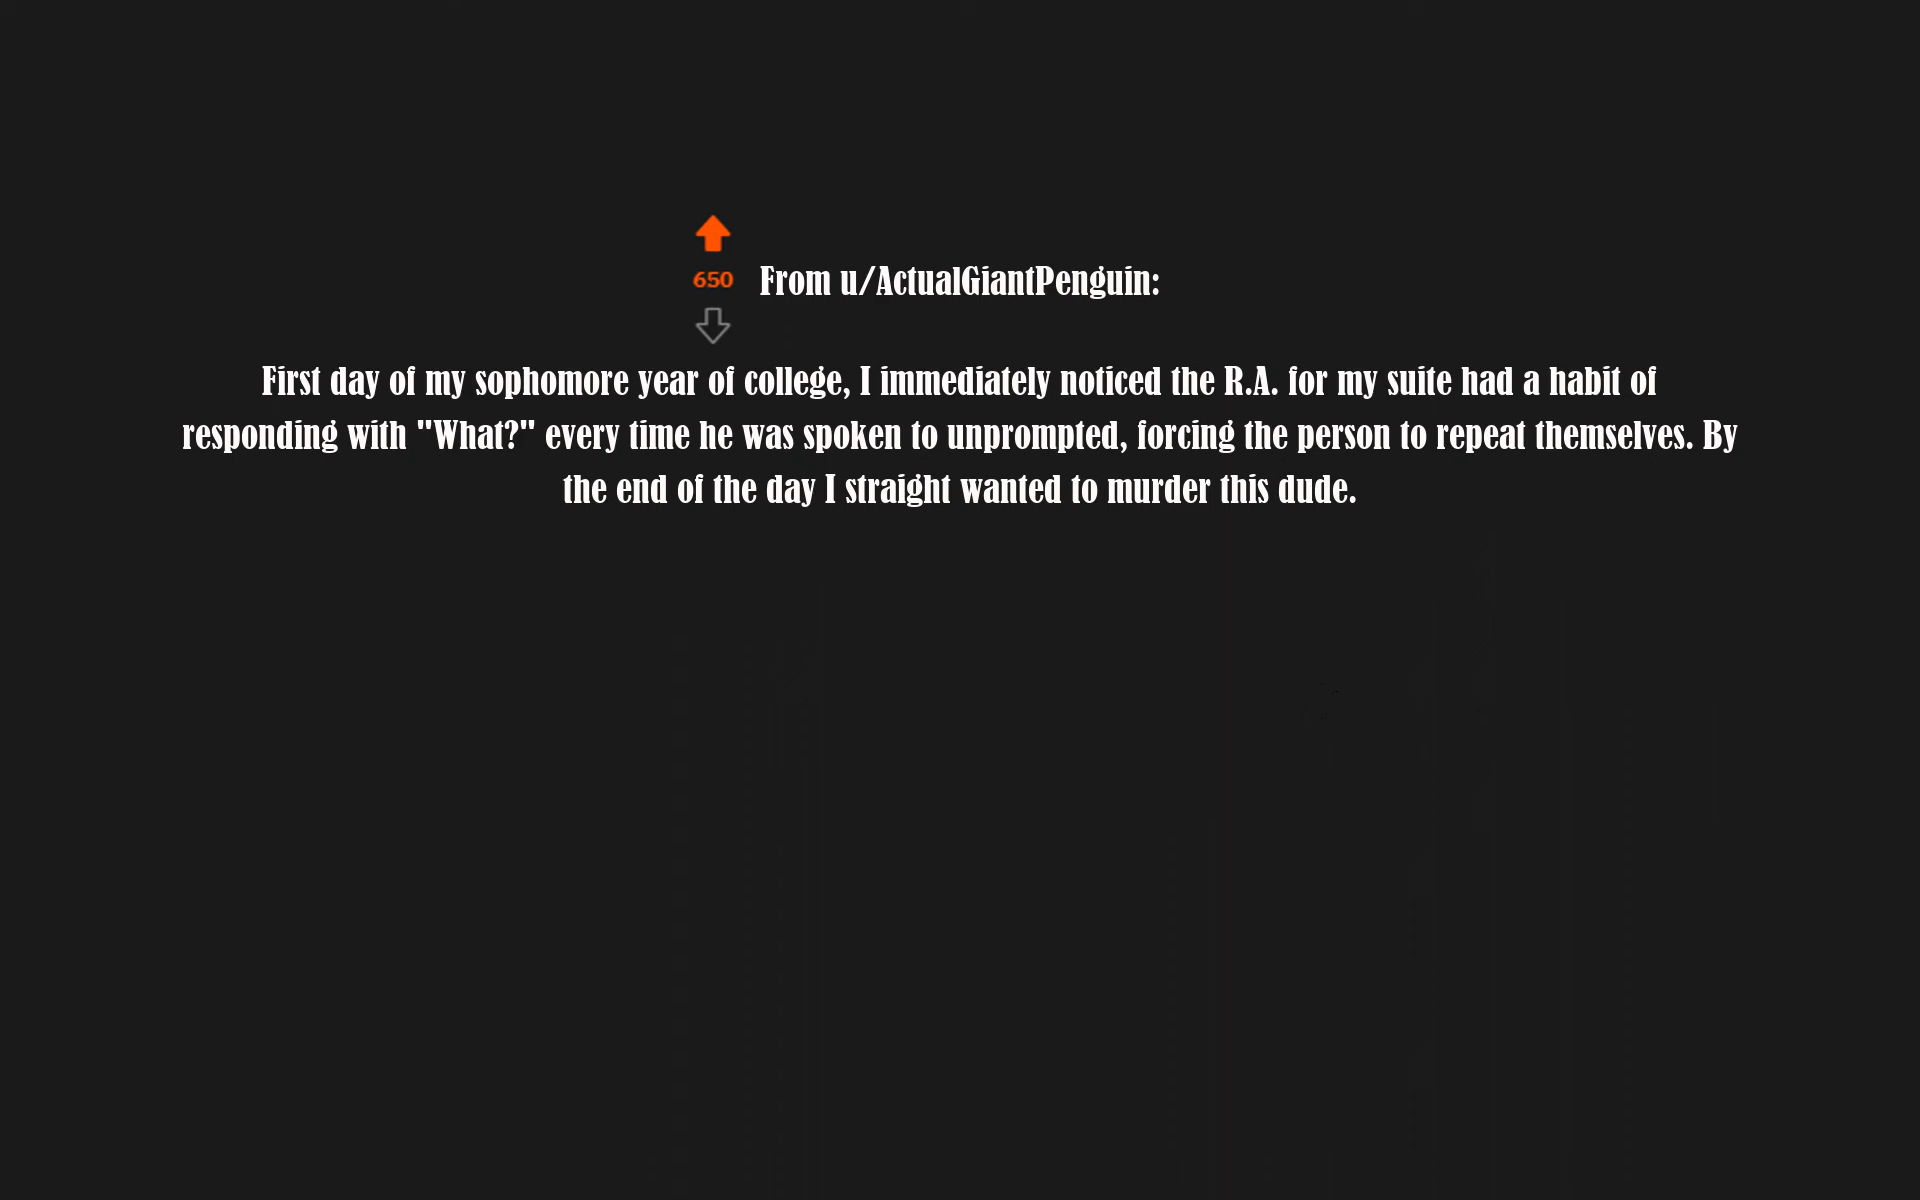 650
From u/ActualGiantPenguin:
First day of my sophomore year of college, I immediately noticed the R.A. for my suite had a habit of
responding with "What?" every time he was spoken to unprompted, forcing the person to repeat themselves. By
the end of the day I straight wanted to murder this dude.